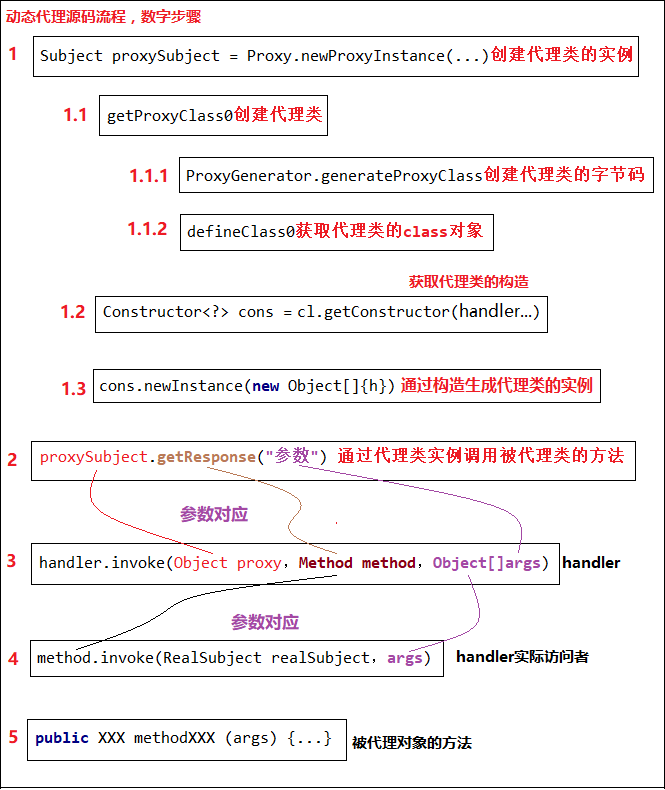 动态代理源码流程，数字步骤
1 Subject proxySubject = Proxy.newProxyInstance(...)创建代理类的实例
1.1 getProxyClass0创建代理类
1.1.1 ProxyGenerator.generateProxyClass创建代理类的字节码
1.1.2 defineClass0获取代理类的class对象
获取代理类的构造
1.2 Constructor<?> cons = cl.getConstructor(handler...)
1.3 cons.newInstance(new Object[]{h}) 通过构造生成代理类的实例
2 proxySubject.getResponse("参数") 通过代理类实例调用被代理类的方法
参数对应
3 handler.invoke(Object proxy，Method method，Object[]args) handler
参数对应
4 method.invoke(RealSubject realSubject，args) handler实际访问者
5 public XXX methodXXX (args) {...} 被代理对象的方法